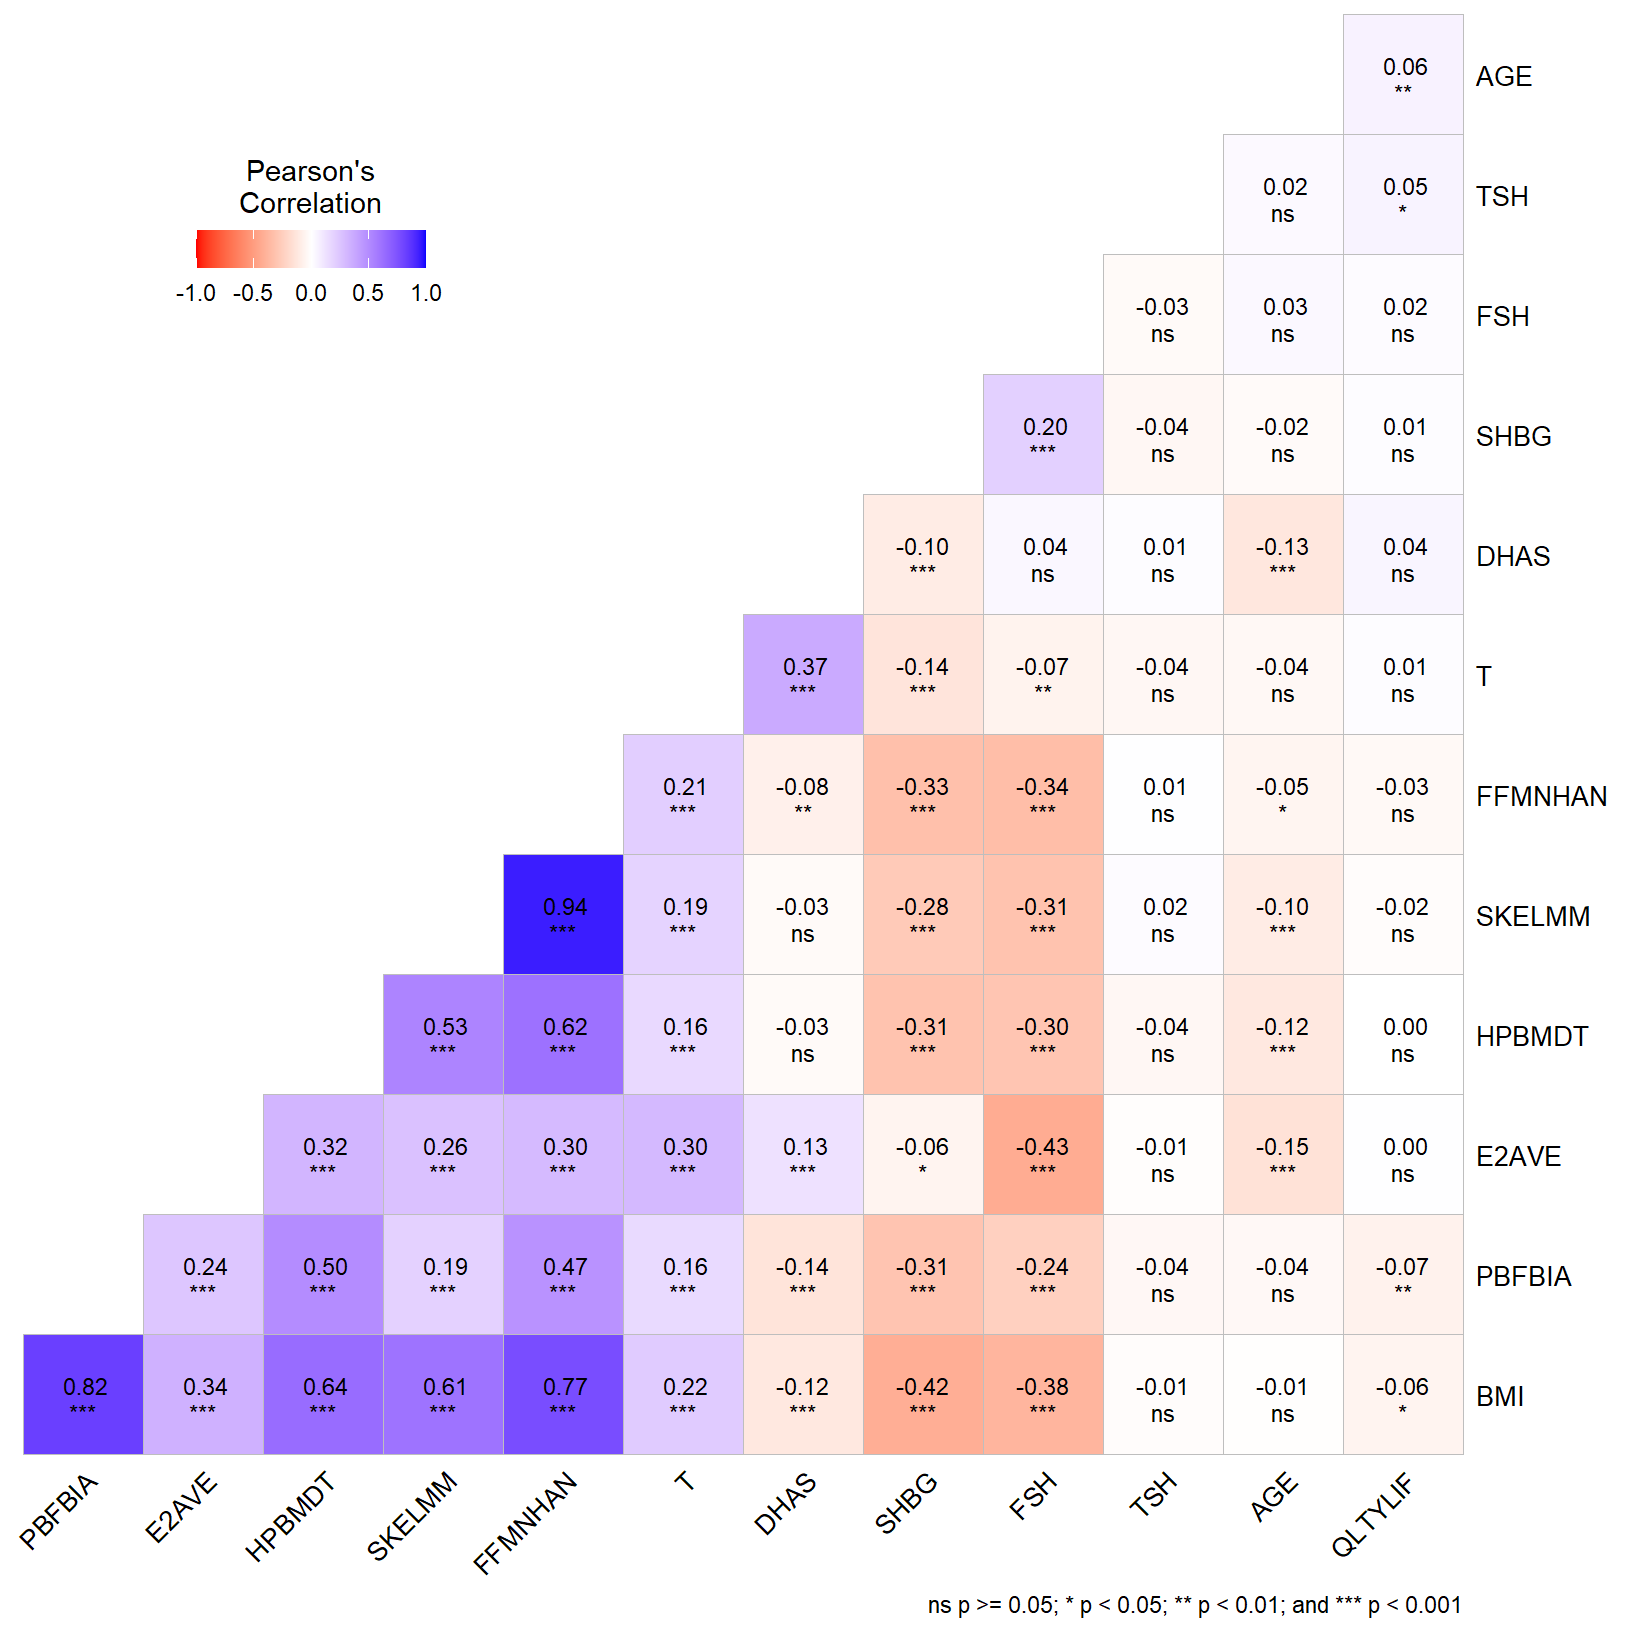 0.06
**
AGE
Pearson's
Correlation
-1.0 -0.5 0.0 0.5 1.0
0.02 0.05
ns *
TSH
-0.03 0.03 0.02
ns ns ns
FSH
0.20 -0.04 -0.02 0.01
*** ns ns ns
SHBG
-0.10 0.04 0.01 -0.13 0.04
*** ns ns *** ns
DHAS
0.37 -0.14 -0.07 -0.04 -0.04 0.01
*** *** ** ns ns ns
T
0.21 -0.08 -0.33 -0.34 0.01 -0.05 -0.03
*** ** *** *** ns * ns
FFMNHAN
0.94 0.19 -0.03 -0.28 -0.31 0.02 -0.10 -0.02
*** *** ns *** *** ns *** ns
SKELMM
0.53 0.62 0.16 -0.03 -0.31 -0.30 -0.04 -0.12 0.00
*** *** *** ns *** *** ns *** ns
HPBMDT
0.32 0.26 0.30 0.30 0.13 -0.06 -0.43 -0.01 -0.15 0.00
*** *** *** *** *** * *** ns *** ns
E2AVE
0.24 0.50 0.19 0.47 0.16 -0.14 -0.31 -0.24 -0.04 -0.04 -0.07
*** *** *** *** *** *** *** *** ns ns **
PBFBIA
0.82 0.34 0.64 0.61 0.77 0.22 -0.12 -0.42 -0.38 -0.01 -0.01 -0.06
*** *** *** *** *** *** *** *** *** ns ns *
BMI
PBFBIA E2AVE HPBMDT SKELMM FFMNHAN T DHAS SHBG FSH TSH AGE QLTYLIF
ns p >= 0.05; * p < 0.05; ** p < 0.01; and *** p < 0.001